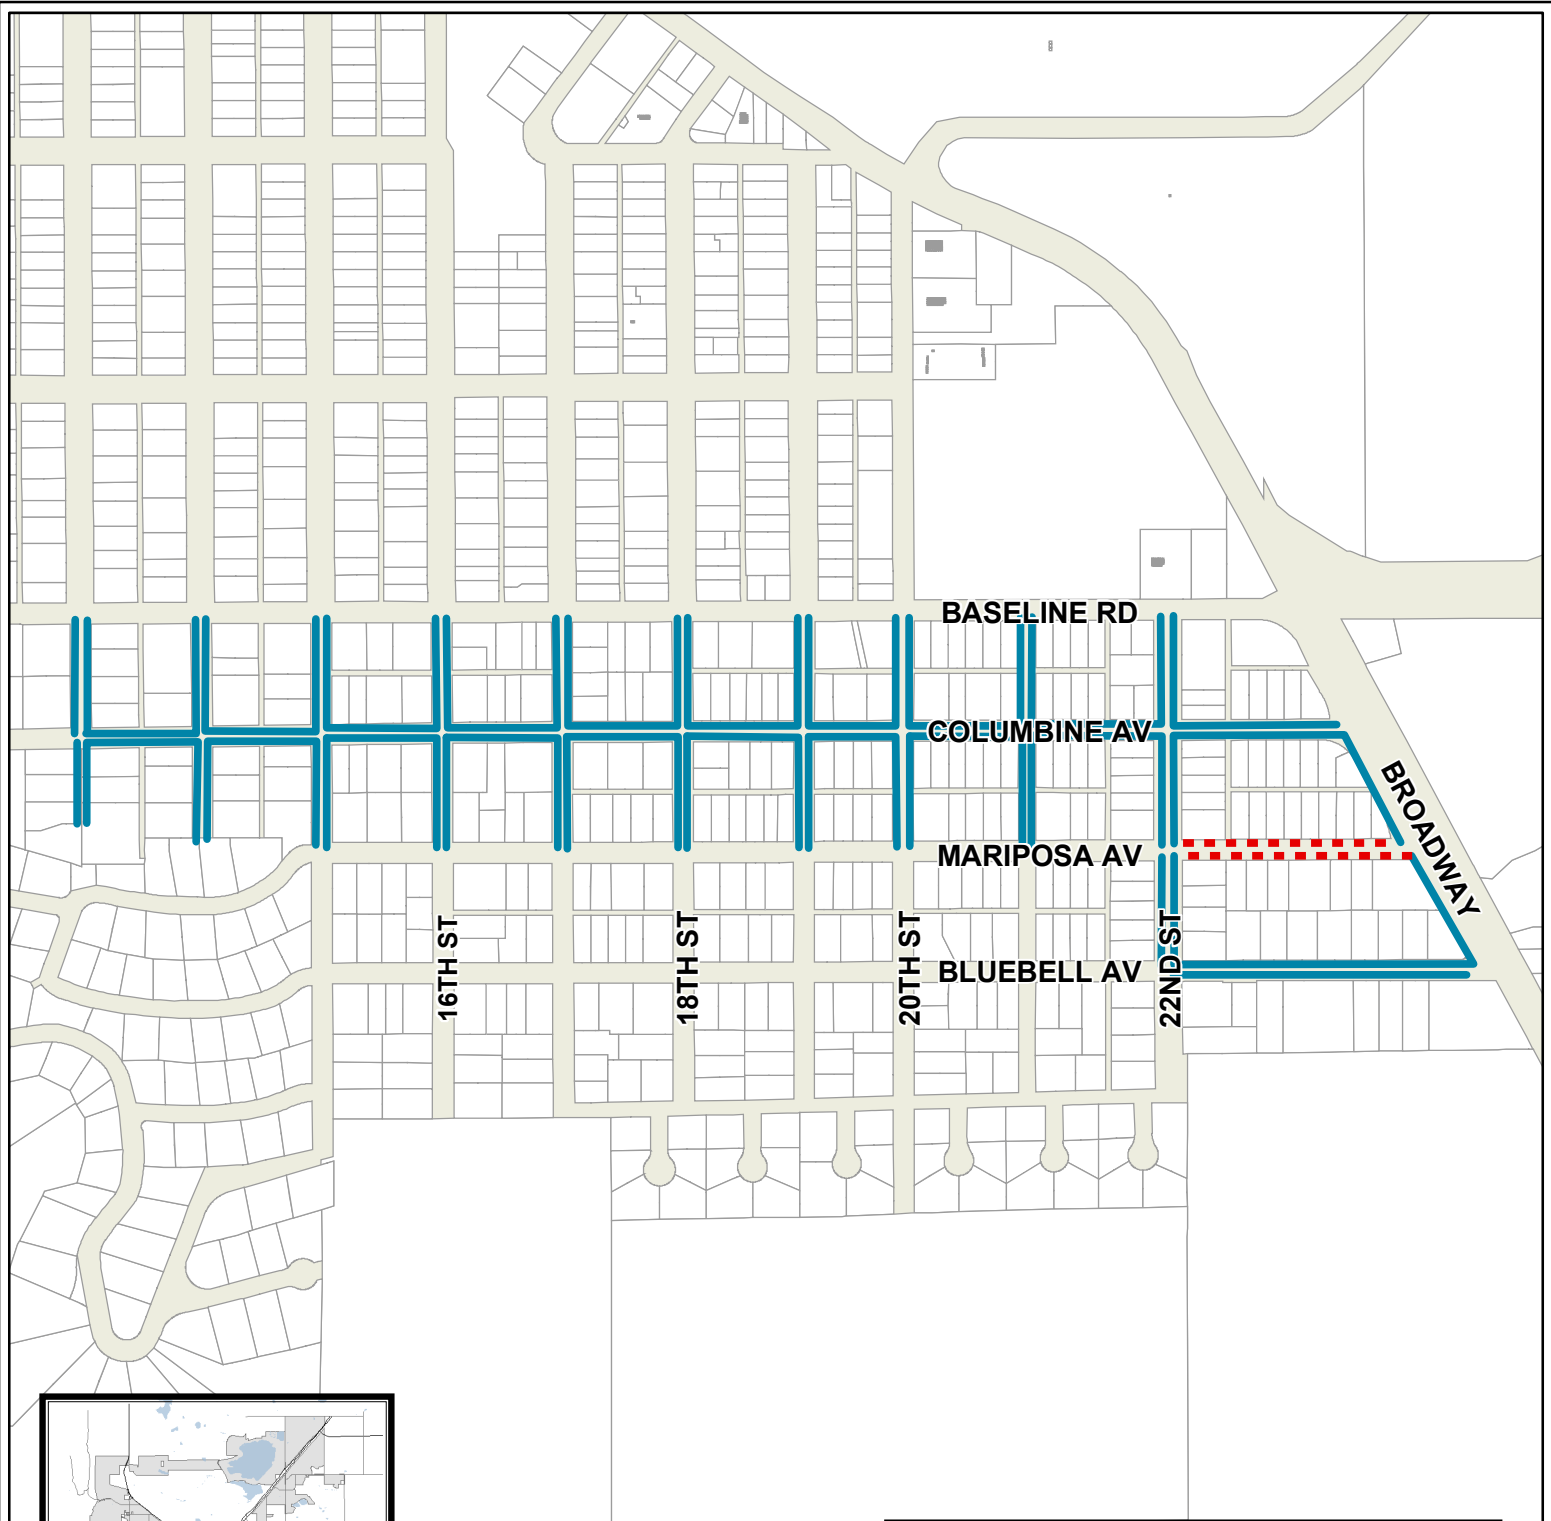 BASELINE RD
COLUMBINE AV
BROADWAY
MARIPOSA AV
16TH ST
18TH ST
20TH ST
22ND ST
BLUEBELL AV